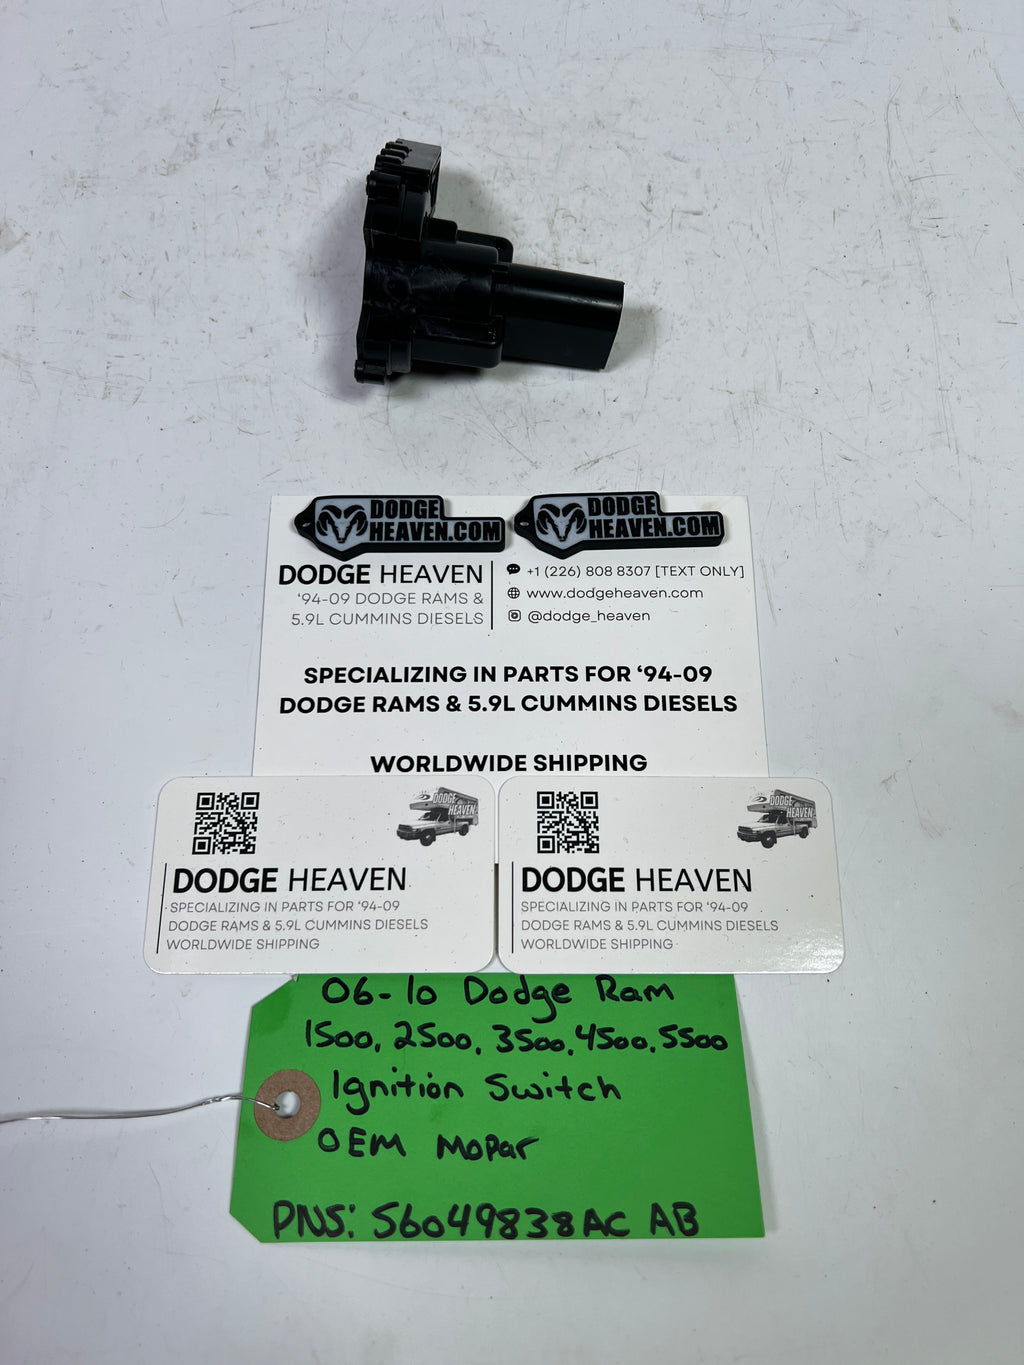 DODGE
HEAVEN.COM
DODGE
HEAVEN.COM
DODGE HEAVEN
'94-09 DODGE RAMS &
5.9L CUMMINS DIESELS
+1 (226) 808 8307 [TEXT ONLY]
www.dodgeheaven.com
@dodge_heaven
SPECIALIZING IN PARTS FOR '94-09
DODGE RAMS & 5.9L CUMMINS DIESELS
WORLDWIDE SHIPPING
DODGE
HEAVEN
DODGE HEAVEN
SPECIALIZING IN PARTS FOR '94-09
DODGE RAMS & 5.9L CUMMINS DIESELS
WORLDWIDE SHIPPING
DODGE
HEAVEN
DODGE HEAVEN
SPECIALIZING IN PARTS FOR '94-09
DODGE RAMS & 5.9L CUMMINS DIESELS
WORLDWIDE SHIPPING
06-10 Dodge Ram
1500, 2500, 3500, 4500, 5500
Ignition Switch
OEM Mopar
PNS: 56049838AC AB